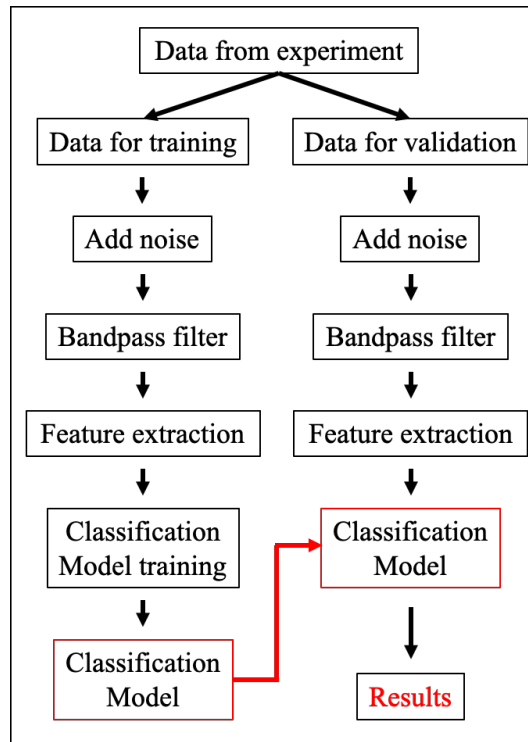 Data from experiment
Data for training
Data for validation
Add noise
Add noise
Bandpass filter
Bandpass filter
Feature extraction
Feature extraction
Classification
Model training
Classification
Model
Classification
Model
Results